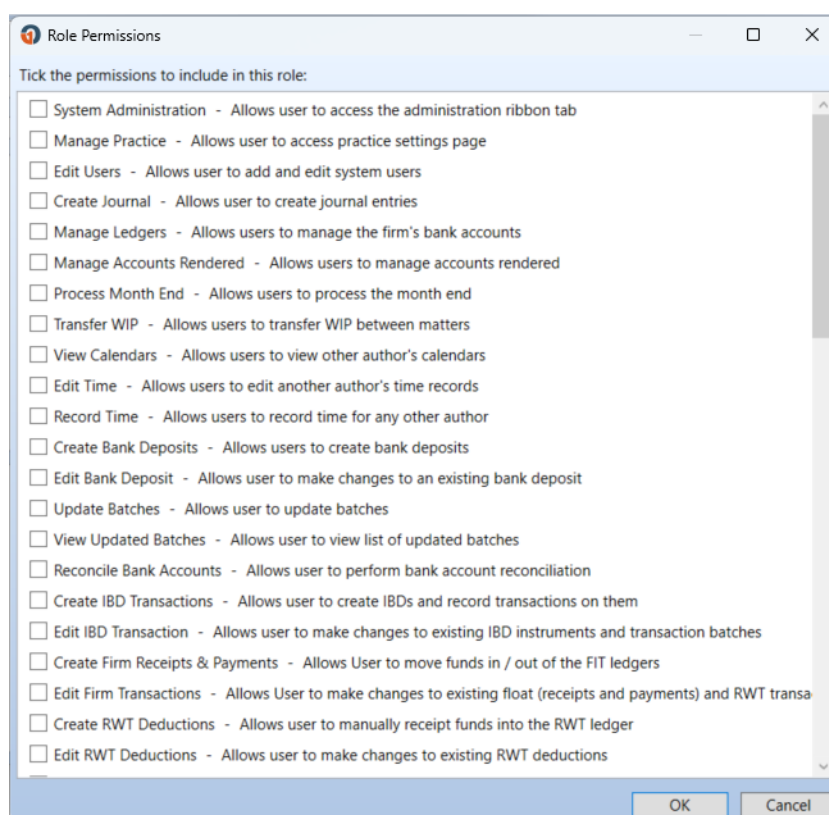 Role Permissions
Tick the permissions to include in this role:
System Administration - Allows user to access the administration ribbon tab
Manage Practice - Allows user to access practice settings page
Edit Users - Allows user to add and edit system users
Create Journal - Allows user to create journal entries
Manage Ledgers - Allows users to manage the firm's bank accounts
Manage Accounts Rendered - Allows users to manage accounts rendered
Process Month End - Allows users to process the month end
Transfer WIP - Allows users to transfer WIP between matters
View Calendars - Allows users to view other author's calendars
Edit Time - Allows users to edit another author's time records
Record Time - Allows users to record time for any other author
Create Bank Deposits - Allows users to create bank deposits
Edit Bank Deposit - Allows user to make changes to an existing bank deposit
Update Batches - Allows user to update batches
View Updated Batches - Allows user to view list of updated batches
Reconcile Bank Accounts - Allows user to perform bank account reconciliation
Create IBD Transactions - Allows user to create IBDs and record transactions on them
Edit IBD Transaction - Allows user to make changes to existing IBD instruments and transaction batches
Create Firm Receipts & Payments - Allows User to move funds in / out of the FIT ledgers
Edit Firm Transactions - Allows User to make changes to existing float (receipts and payments) and RWT transa
Create RWT Deductions - Allows user to manually receipt funds into the RWT ledger
Edit RWT Deductions - Allows user to make changes to existing RWT deductions
OK Cancel